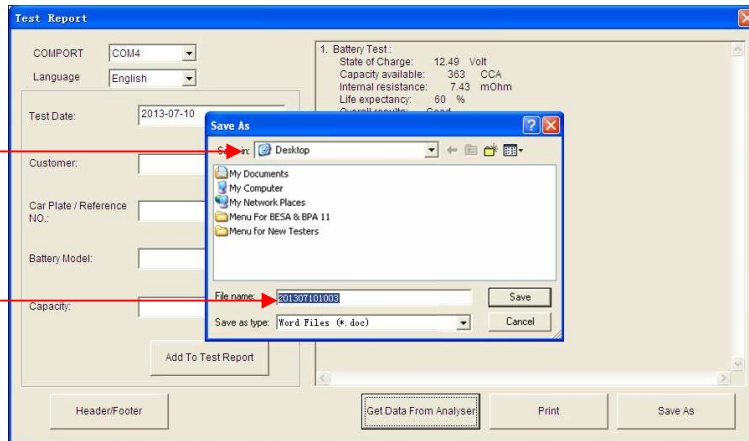 Test Report
COMPORT COM4
Language English
Test Date: 2013-07-10
Customer:
Car Plate / Reference
NO.:
Battery Model:
Capacity:
Add To Test Report
1. Battery Test :
State of Charge: 12.49 Volt
Capacity available: 363 CCA
Internal resistance: 7.43 mOhm
Life expectancy: 60 %
Overall results: Good
Save As
Save in: Desktop
My Documents
My Computer
My Network Places
Menu For BESA & BPA 11
Menu for New Testers
File name: 201307101003
Save
Save as type: Word Files (*.doc)
Cancel
Header/Footer
Get Data From Analyser
Print
Save As